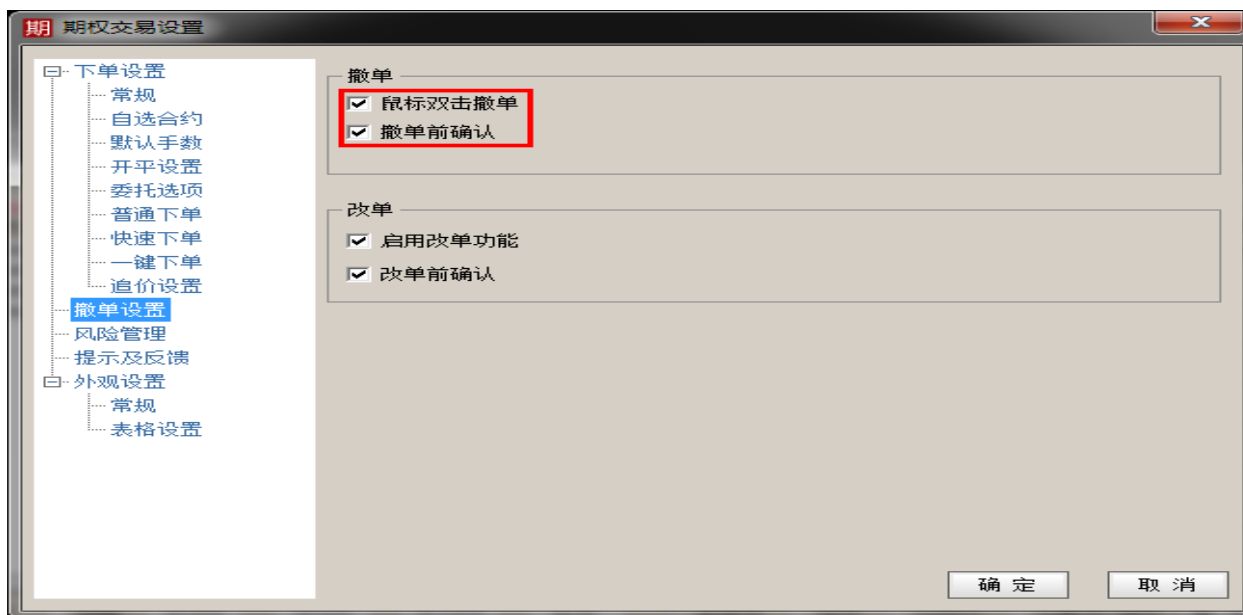 期 期权交易设置
下单设置
常规
自选合约
默认手数
开平设置
委托选项
普通下单
快速下单
一键下单
追价设置
撤单设置
风险管理
提示及反馈
外观设置
常规
表格设置
撤单
鼠标双击撤单
撤单前确认
改单
启用改单功能
改单前确认
确定
取消